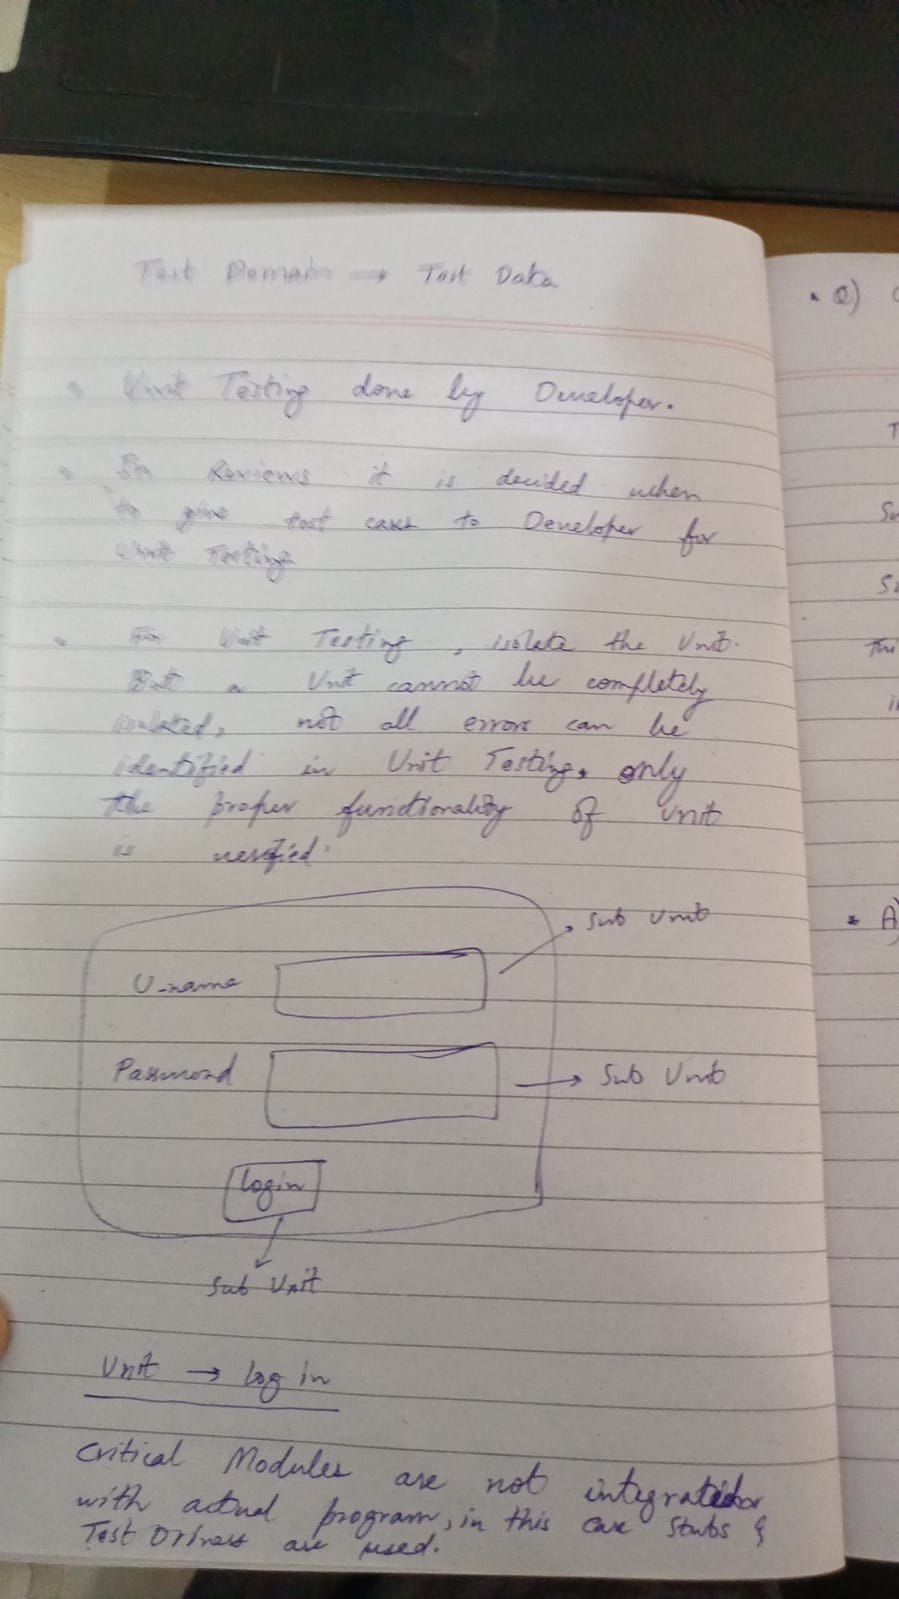 Test Domain → Test Data
• Unit Testing done by Developer.
• In Reviews it is decided when
to give test cases to Developer for
Unit Testing
• For Unit Testing, isolate the Unit.
But a Unit cannot be completely
isolated, not all errors can be
identified in Unit Testing, only
the proper functionality of unit
is verified.
Sub Unit
U-name
Password
Sub Unit
Login
Sub Unit
Unit → log in
Critical Modules are not integrated
with actual program, in this case stubs &
Test Drivers are used.
• Q)
* A)